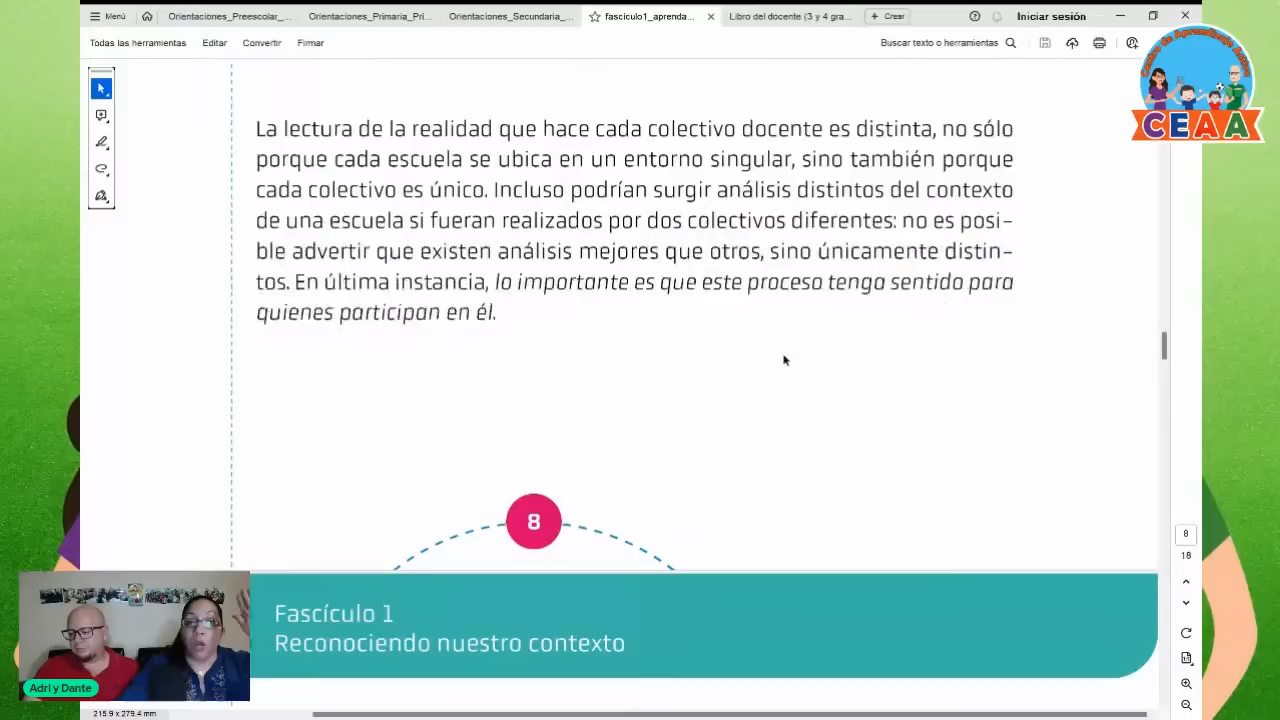 Menú
Orientaciones_Preescolar_...
Orientaciones_Primaria_Pri...
Orientaciones_Secundaria_...
fascículo1_aprenda...
Libro del docente (3 y 4 gra...
+ Crear
Iniciar sesión
Todas las herramientas
Editar
Convertir
Firmar
Buscar texto o herramientas
Centro de Aprendizaje Activo
CEAA
La lectura de la realidad que hace cada colectivo docente es distinta, no sólo
porque cada escuela se ubica en un entorno singular, sino también porque
cada colectivo es único. Incluso podrían surgir análisis distintos del contexto
de una escuela si fueran realizados por dos colectivos diferentes: no es posi-
ble advertir que existen análisis mejores que otros, sino únicamente distin-
tos. En última instancia, lo importante es que este proceso tenga sentido para
quienes participan en él.
8
8
18
Fascículo 1
Reconociendo nuestro contexto
Adri y Dante
215.9 x 279.4 mm